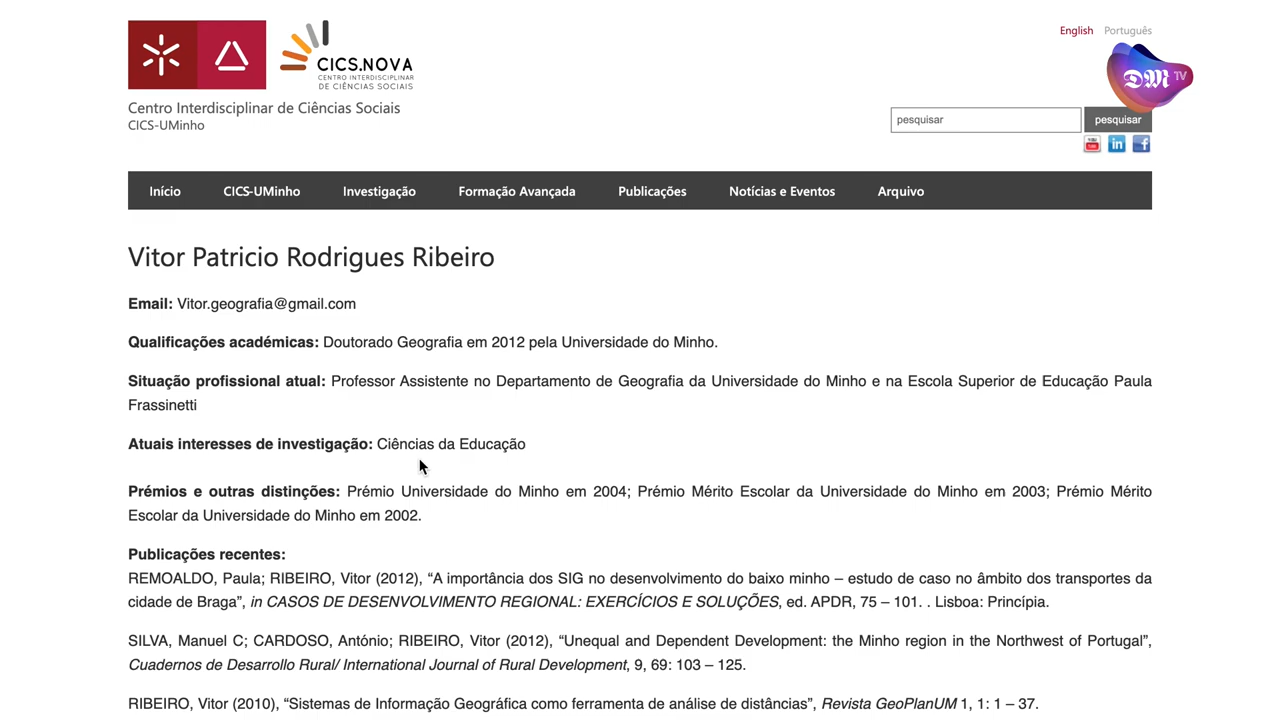 English Português
CICS.NOVA
CENTRO INTERDISCIPLINAR
DE CIÊNCIAS SOCIAIS
DM TV
Centro Interdisciplinar de Ciências Sociais
CICS-UMinho
pesquisar pesquisar
You Tube in f
Início CICS-UMinho Investigação Formação Avançada Publicações Notícias e Eventos Arquivo
Vitor Patricio Rodrigues Ribeiro
Email: Vitor.geografia@gmail.com
Qualificações académicas: Doutorado Geografia em 2012 pela Universidade do Minho.
Situação profissional atual: Professor Assistente no Departamento de Geografia da Universidade do Minho e na Escola Superior de Educação Paula
Frassinetti
Atuais interesses de investigação: Ciências da Educação
Prémios e outras distinções: Prémio Universidade do Minho em 2004; Prémio Mérito Escolar da Universidade do Minho em 2003; Prémio Mérito
Escolar da Universidade do Minho em 2002.
Publicações recentes:
REMOALDO, Paula; RIBEIRO, Vitor (2012), “A importância dos SIG no desenvolvimento do baixo minho – estudo de caso no âmbito dos transportes da
cidade de Braga”, in CASOS DE DESENVOLVIMENTO REGIONAL: EXERCÍCIOS E SOLUÇÕES, ed. APDR, 75 – 101. . Lisboa: Princípia.
SILVA, Manuel C; CARDOSO, António; RIBEIRO, Vitor (2012), “Unequal and Dependent Development: the Minho region in the Northwest of Portugal”,
Cuadernos de Desarrollo Rural/ International Journal of Rural Development, 9, 69: 103 – 125.
RIBEIRO, Vitor (2010), “Sistemas de Informação Geográfica como ferramenta de análise de distâncias”, Revista GeoPlanUM 1, 1: 1 – 37.